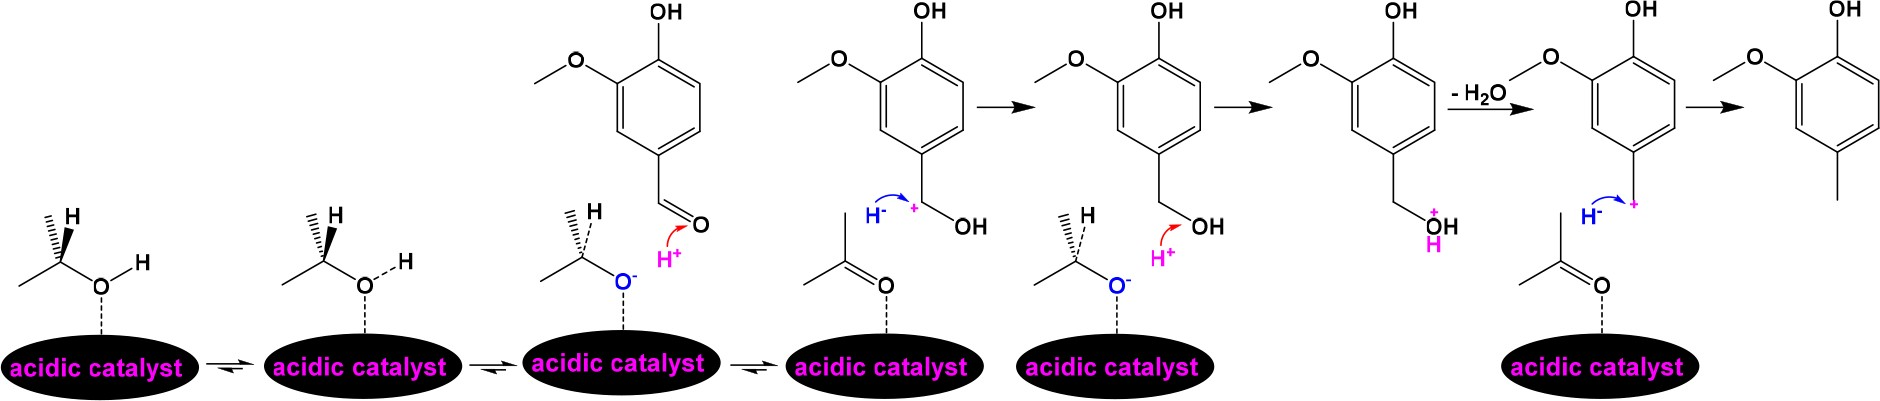 OH
O
O
H+
H
O
H
acidic catalyst
H
O
H
acidic catalyst
H
O-
acidic catalyst
OH
O
H-
+
OH
O
acidic catalyst
OH
O
OH
H+
H
O-
acidic catalyst
OH
O
+
OH
H
- H2O
OH
O
H-
+
O
acidic catalyst
OH
O